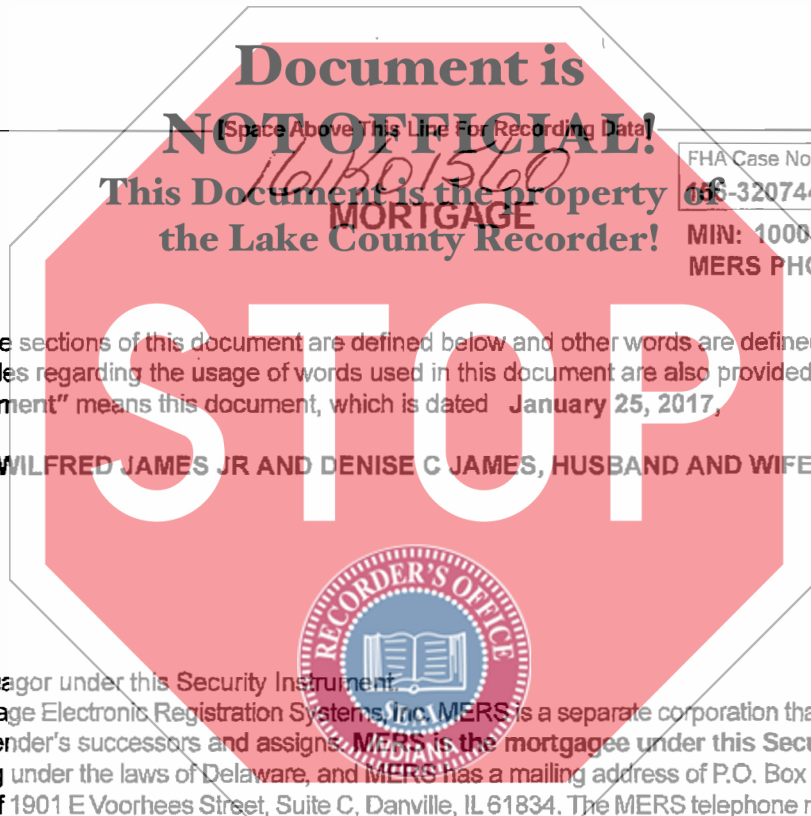 Document is
NOT OFFICIAL!
[Space Above This Line For Recording Data]
FHA Case No
This Document is the property of
MORTGAGE
the Lake County Recorder!
MIN: 1000
MERS PHO
STOP
e sections of this document are defined below and other words are defined
es regarding the usage of words used in this document are also provided
ment" means this document, which is dated January 25, 2017,
WILFRED JAMES JR AND DENISE C JAMES, HUSBAND AND WIFE
RECORDER'S OFFICE
agor under this Security Instrument.
age Electronic Registration Systems, Inc. MERS is a separate corporation tha
ender's successors and assigns. MERS is the mortgagee under this Secu
g under the laws of Delaware, and MERS has a mailing address of P.O. Box
f 1901 E Voorhees Street, Suite C, Danville, IL 61834. The MERS telephone n
SEAL
INDIANA